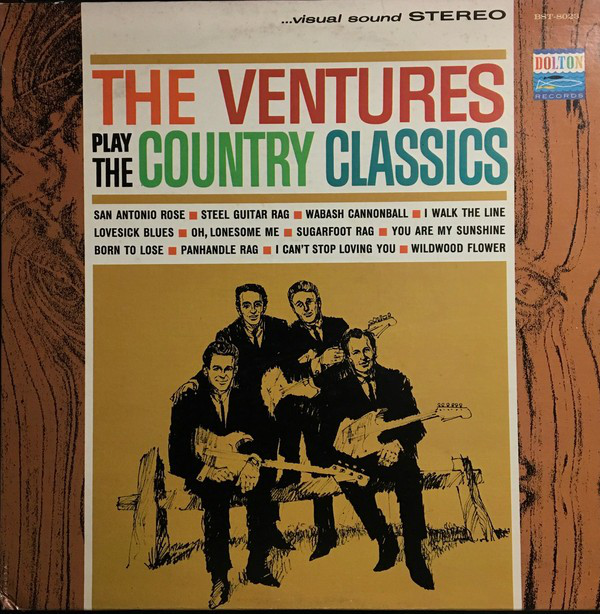 ...visual sound STEREO
BST-8023
DOLTON
RECORDS
THE VENTURES
PLAY THE COUNTRY CLASSICS
SAN ANTONIO ROSE ■ STEEL GUITAR RAG ■ WABASH CANNONBALL ■ I WALK THE LINE
LOVESICK BLUES ■ OH, LONESOME ME ■ SUGARFOOT RAG ■ YOU ARE MY SUNSHINE
BORN TO LOSE ■ PANHANDLE RAG ■ I CAN'T STOP LOVING YOU ■ WILDWOOD FLOWER